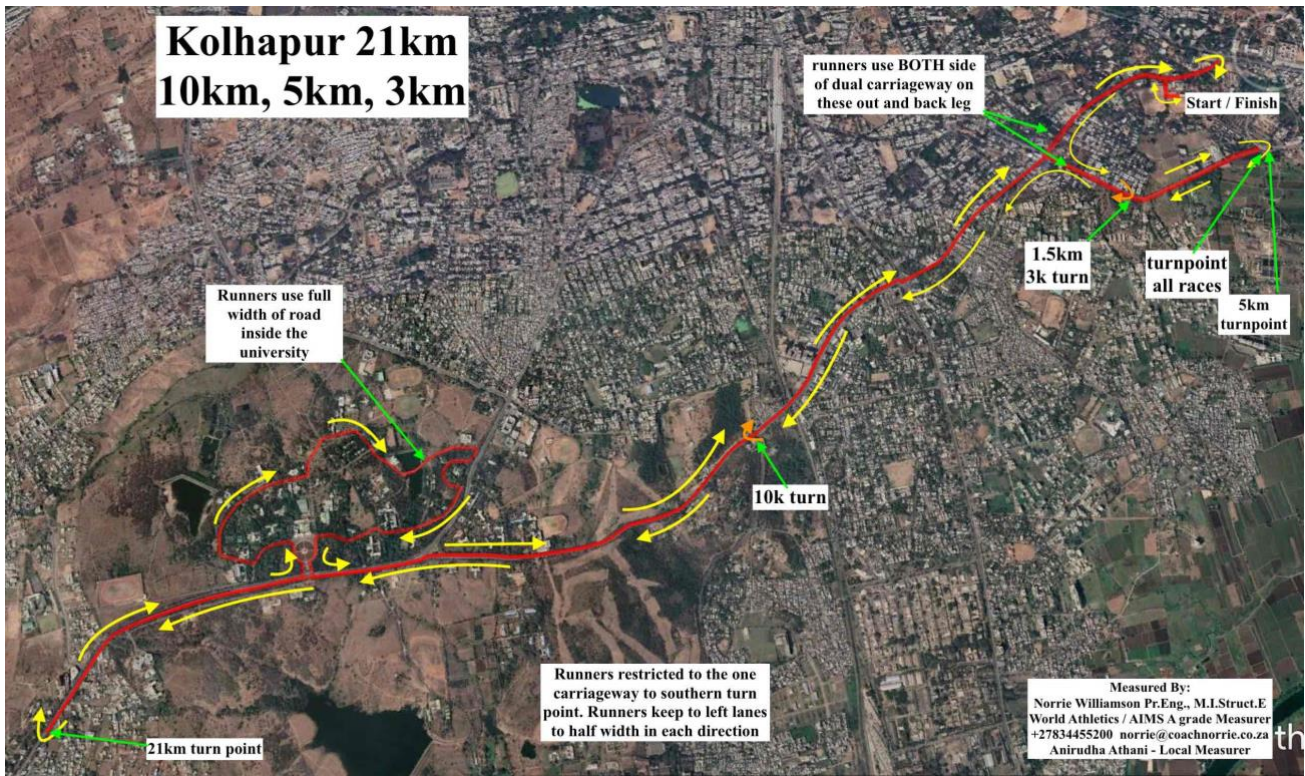 Kolhapur 21km
10km, 5km, 3km
runners use BOTH side
of dual carriageway on
these out and back leg
Start / Finish
1.5km
3k turn
turnpoint
all races
5km
turnpoint
Runners use full
width of road
inside the
university
10k turn
Runners restricted to the one
carriageway to southern turn
point. Runners keep to left lanes
to half width in each direction
21km turn point
Measured By:
Norrie Williamson Pr.Eng., M.I.Struct.E
World Athletics / AIMS A grade Measurer
+27834455200 norrie@coachnorrie.co.za
Anirudha Athani - Local Measurer
th